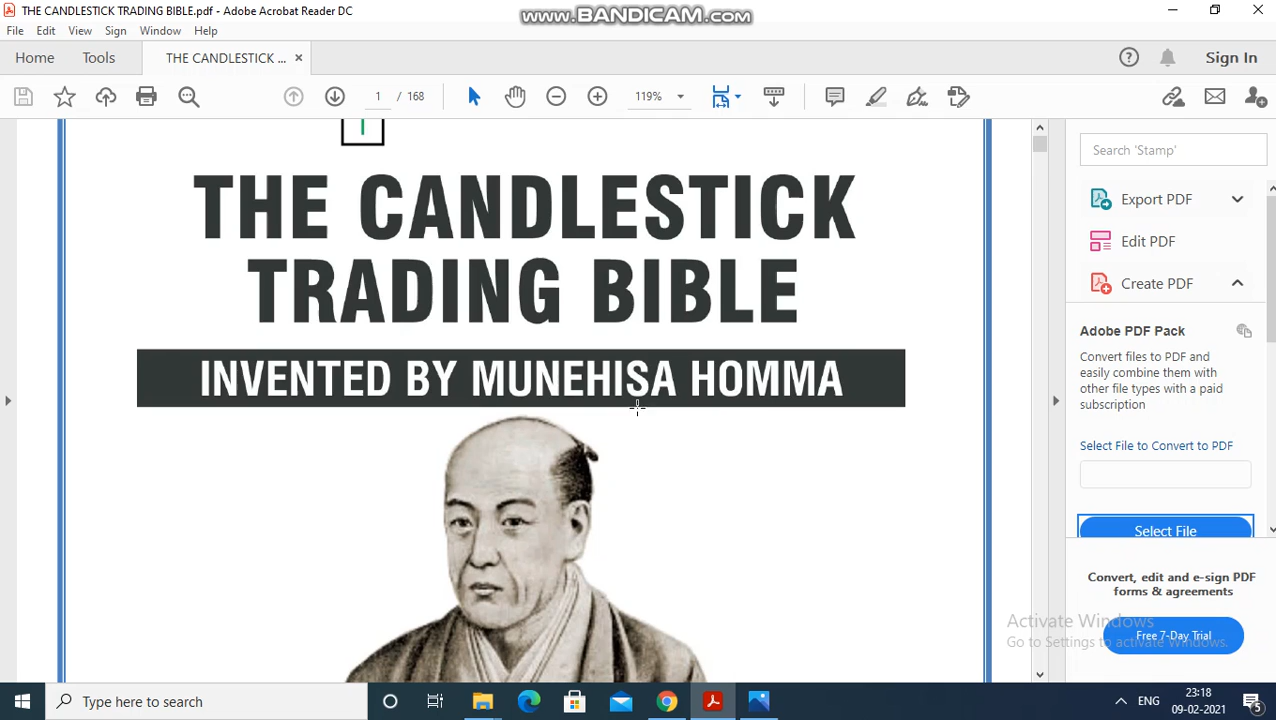 THE CANDLESTICK TRADING BIBLE.pdf - Adobe Acrobat Reader DC
www.BANDICAM.com
File Edit View Sign Window Help
Home Tools THE CANDLESTICK ... ×
? Sign In
1 / 168 119%
THE CANDLESTICK
TRADING BIBLE
INVENTED BY MUNEHISA HOMMA
Search 'Stamp'
Export PDF
Edit PDF
Create PDF
Adobe PDF Pack
Convert files to PDF and
easily combine them with
other file types with a paid
subscription
Select File to Convert to PDF
Select File
Convert, edit and e-sign PDF
forms & agreements
Free 7-Day Trial
Activate Windows
Go to Settings to activate Windows.
Type here to search
ENG
23:18
09-02-2021
5